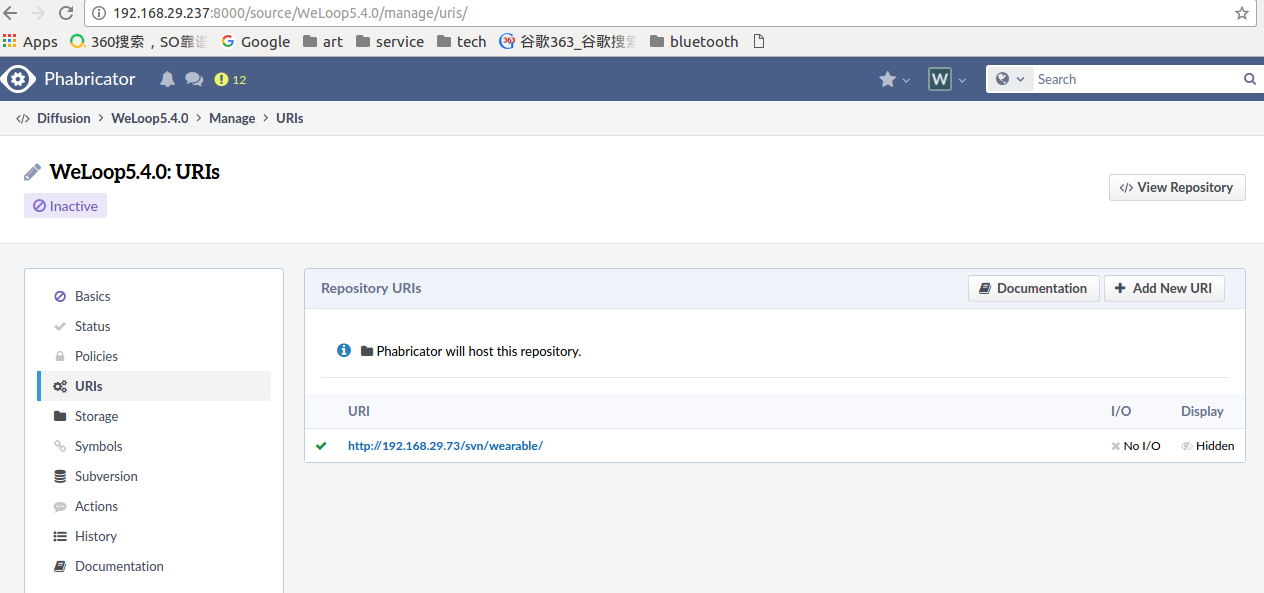 192.168.29.237:8000/source/WeLoop5.4.0/manage/uris/
Apps 360搜索，SO靠谱 Google art service tech 谷歌363_谷歌搜索 bluetooth
Phabricator 12 W Search
Diffusion > WeLoop5.4.0 > Manage > URIs
WeLoop5.4.0: URIs
Inactive
</> View Repository
Basics
Status
Policies
URIs
Storage
Symbols
Subversion
Actions
History
Documentation
Repository URIs Documentation + Add New URI
Phabricator will host this repository.
URI I/O Display
http://192.168.29.73/svn/wearable/ No I/O Hidden